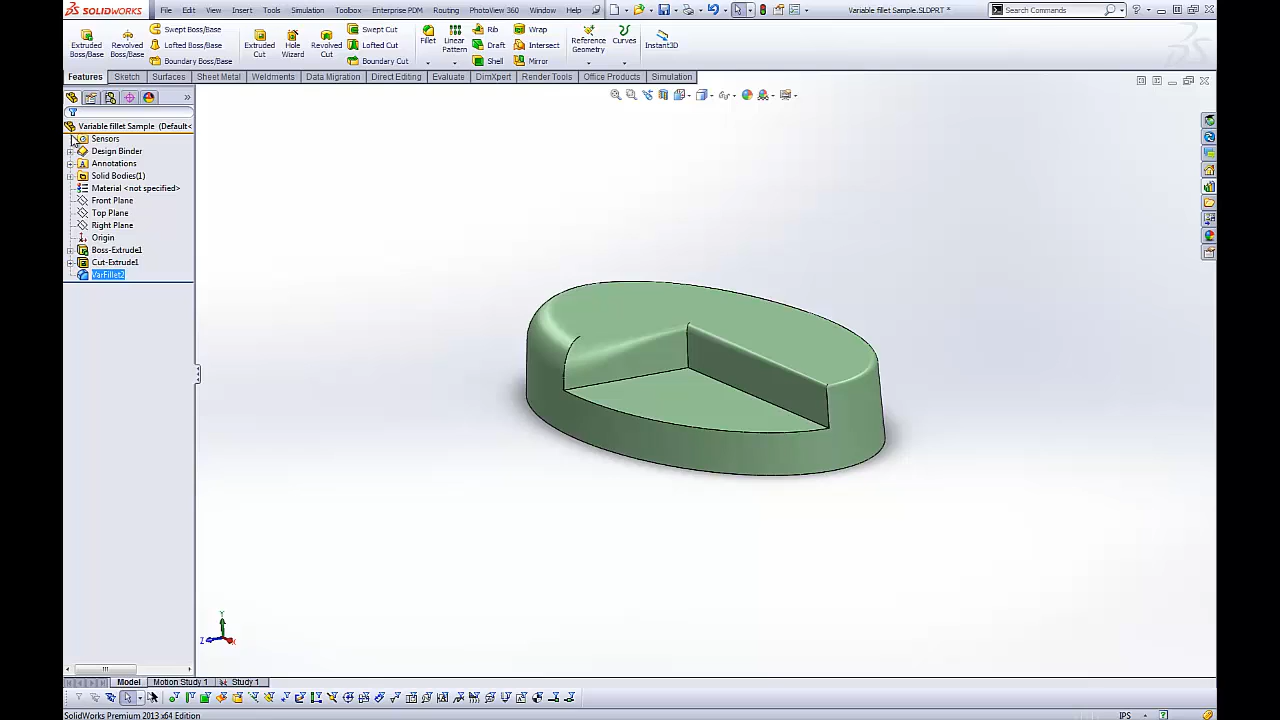 SOLIDWORKS File Edit View Insert Tools Simulation Toolbox Enterprise PDM Routing PhotoView 360 Window Help Variable fillet Sample.SLDPRT * Search Commands
Extruded Boss/Base
Revolved Boss/Base
Swept Boss/Base
Lofted Boss/Base
Boundary Boss/Base
Extruded Cut
Hole Wizard
Revolved Cut
Swept Cut
Lofted Cut
Boundary Cut
Fillet
Linear Pattern
Rib
Draft
Shell
Wrap
Intersect
Mirror
Reference Geometry
Curves
Instant3D
Features Sketch Surfaces Sheet Metal Weldments Data Migration Direct Editing Evaluate DimXpert Render Tools Office Products Simulation
Variable fillet Sample (Default<
Sensors
Design Binder
Annotations
Solid Bodies(1)
Material <not specified>
Front Plane
Top Plane
Right Plane
Origin
Boss-Extrude1
Cut-Extrude1
VarFillet2
Y
Z
X
Model Motion Study 1 Study 1
SolidWorks Premium 2013 x64 Edition IPS